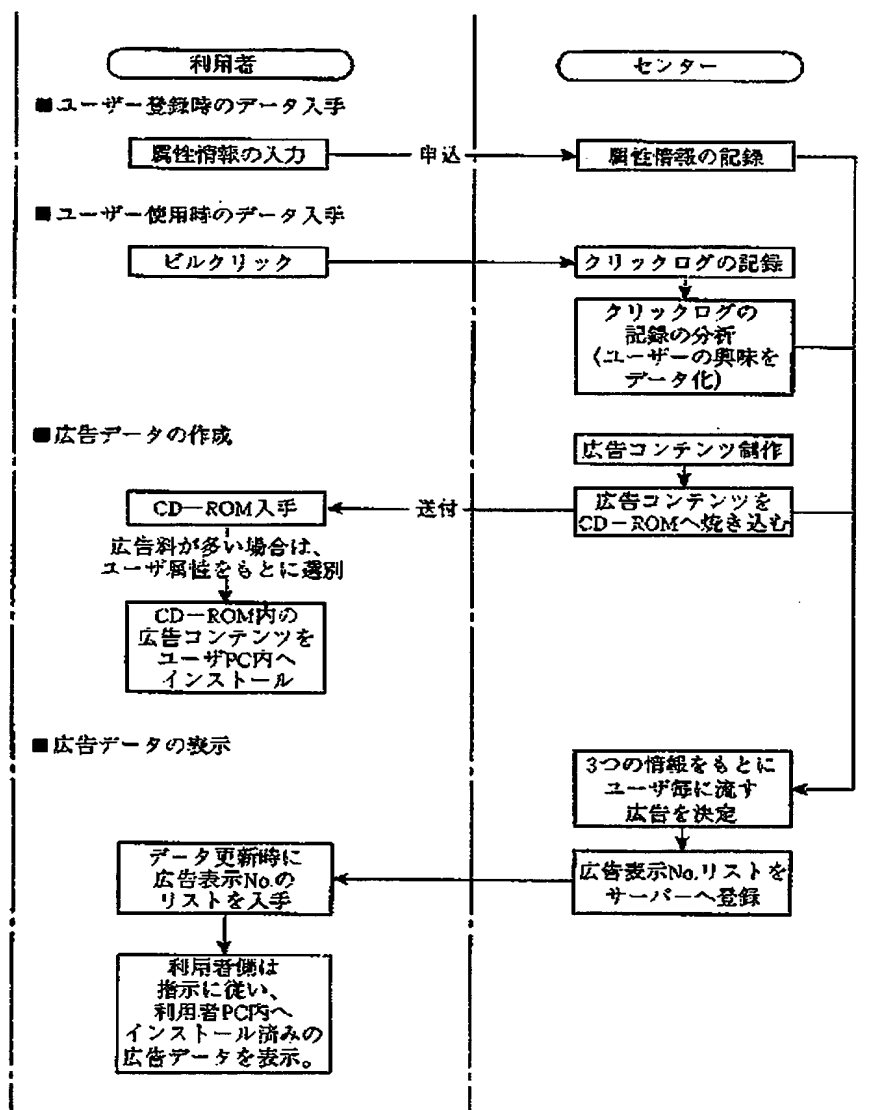 利用者
センター
■ユーザー登録時のデータ入手
属性情報の入力
申込
属性情報の記録
■ユーザー使用時のデータ入手
ビルクリック
クリックログの記録
クリックログの
記録の分析
(ユーザーの興味を
データ化)
■広告データの作成
広告コンテンツ制作
CD-ROM入手
送付
広告コンテンツを
CD-ROMへ焼き込む
広告料が多い場合は、
ユーザ属性をもとに選別
CD-ROM内の
広告コンテンツを
ユーザPC内へ
インストール
■広告データの表示
3つの情報をもとに
ユーザ毎に流す
広告を決定
データ更新時に
広告表示No.の
リストを入手
広告表示No.リストを
サーバーへ登録
利用者側は
指示に従い、
利用者PC内へ
インストール済みの
広告データを表示。